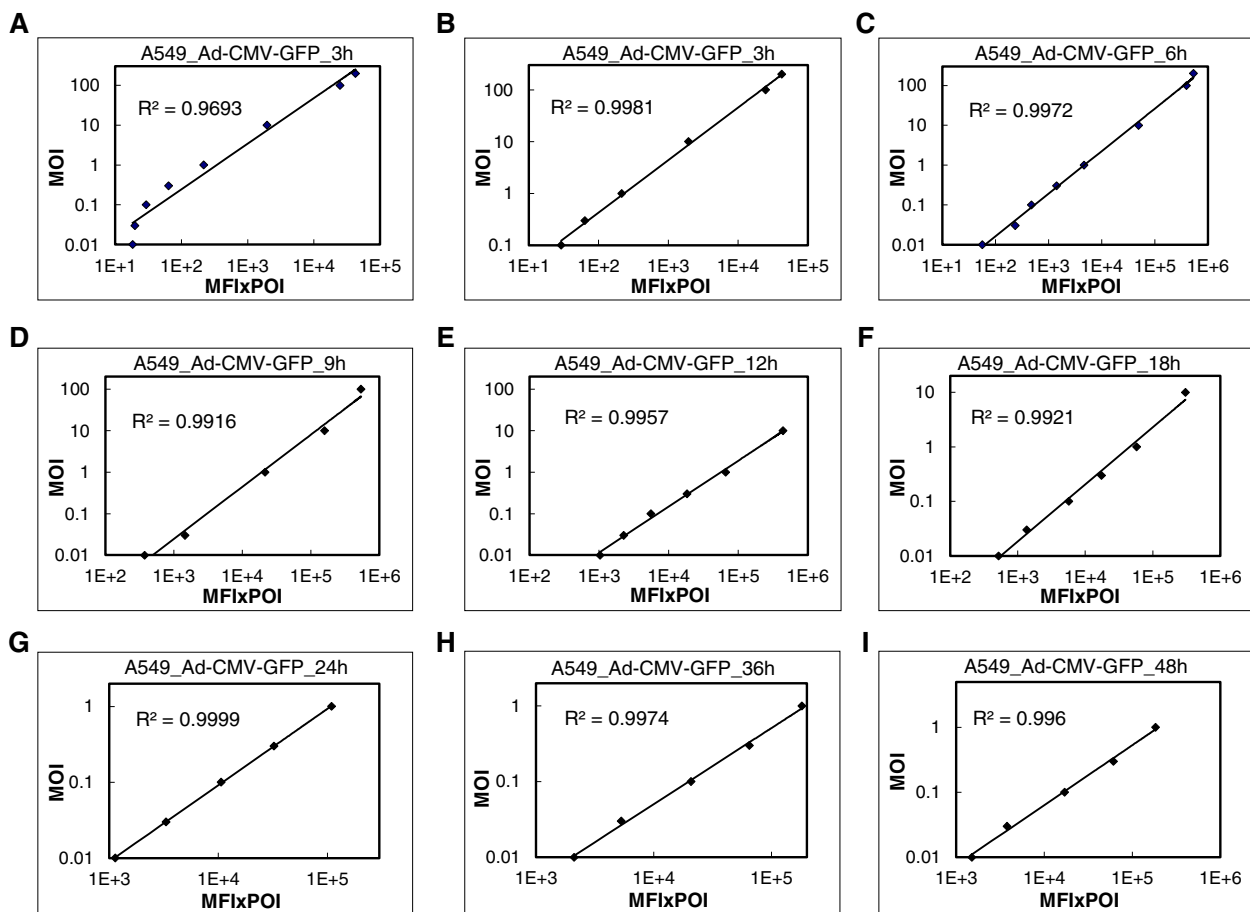 A
A549_Ad-CMV-GFP_3h
R² = 0.9693
MOI
100
10
1
0.1
0.01
1E+1 1E+2 1E+3 1E+4 1E+5
MFIxPOI
B
A549_Ad-CMV-GFP_3h
R² = 0.9981
MOI
100
10
1
0.1
1E+1 1E+2 1E+3 1E+4 1E+5
MFIxPOI
C
A549_Ad-CMV-GFP_6h
R² = 0.9972
MOI
100
10
1
0.1
0.01
1E+1 1E+2 1E+3 1E+4 1E+5 1E+6
MFIxPOI
D
A549_Ad-CMV-GFP_9h
R² = 0.9916
MOI
100
10
1
0.1
0.01
1E+2 1E+3 1E+4 1E+5 1E+6
MFIxPOI
E
A549_Ad-CMV-GFP_12h
R² = 0.9957
MOI
100
10
1
0.1
0.01
1E+2 1E+3 1E+4 1E+5 1E+6
MFIxPOI
F
A549_Ad-CMV-GFP_18h
R² = 0.9921
MOI
10
1
0.1
0.01
1E+2 1E+3 1E+4 1E+5 1E+6
MFIxPOI
G
A549_Ad-CMV-GFP_24h
R² = 0.9999
MOI
1
0.1
0.01
1E+3 1E+4 1E+5
MFIxPOI
H
A549_Ad-CMV-GFP_36h
R² = 0.9974
MOI
1
0.1
0.01
1E+3 1E+4 1E+5
MFIxPOI
I
A549_Ad-CMV-GFP_48h
R² = 0.996
MOI
1
0.1
0.01
1E+3 1E+4 1E+5 1E+6
MFIxPOI